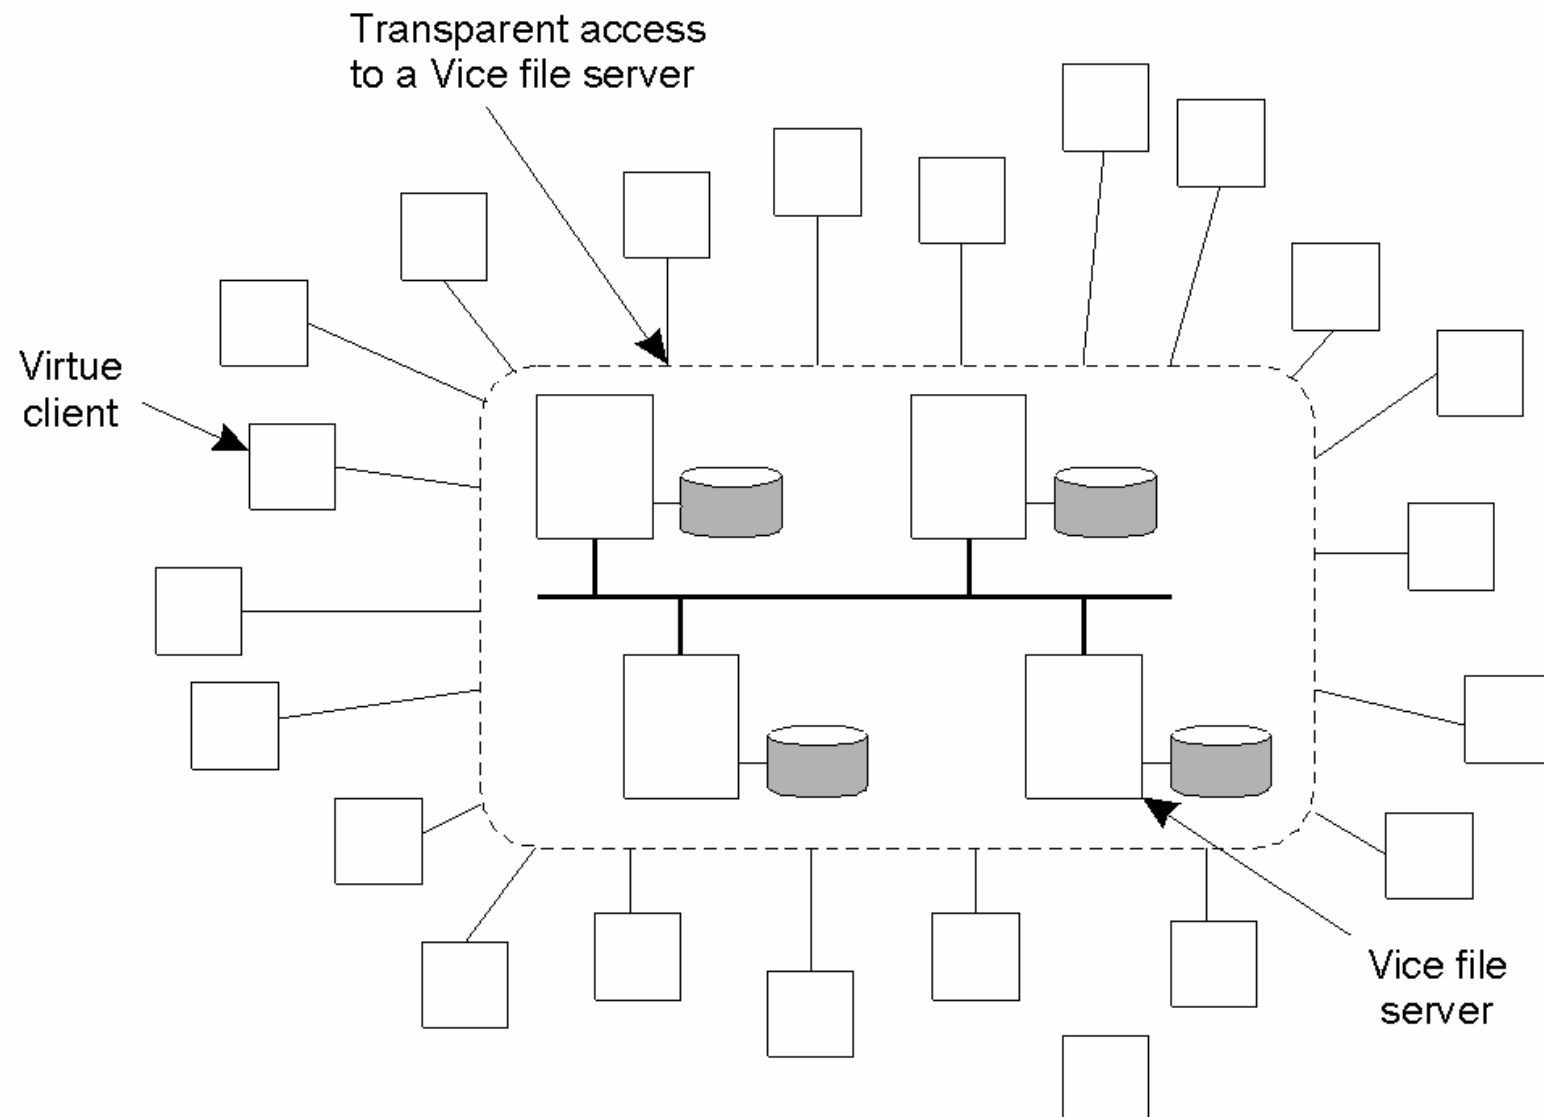 Transparent access
to a Vice file server
Virtue
client
Vice file
server